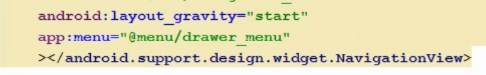 android:layout_gravity="start"
app:menu="@menu/drawer_menu"
></android.support.design.widget.NavigationView>